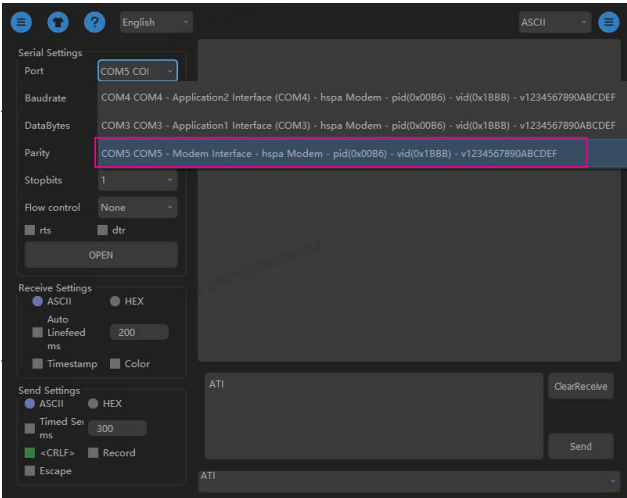 English
ASCII
Serial Settings
Port
COM5 CO
Baudrate
COM4 COM4 - Application2 Interface (COM4) - hspa Modem - pid(0x00B6) - vid(0x1BBB) - v1234567890ABCDEF
DataBytes
COM3 COM3 - Application1 Interface (COM3) - hspa Modem - pid(0x00B6) - vid(0x1BBB) - v1234567890ABCDEF
Parity
COM5 COM5 - Modem Interface - hspa Modem - pid(0x00B6) - vid(0x1BBB) - v1234567890ABCDEF
Stopbits
1
Flow control
None
rts
dtr
OPEN
Receive Settings
ASCII
HEX
Auto
Linefeed
ms
200
Timestamp
Color
Send Settings
ASCII
HEX
Timed Se
ms
300
<CRLF>
Record
Escape
ATI
ClearReceive
Send
ATI